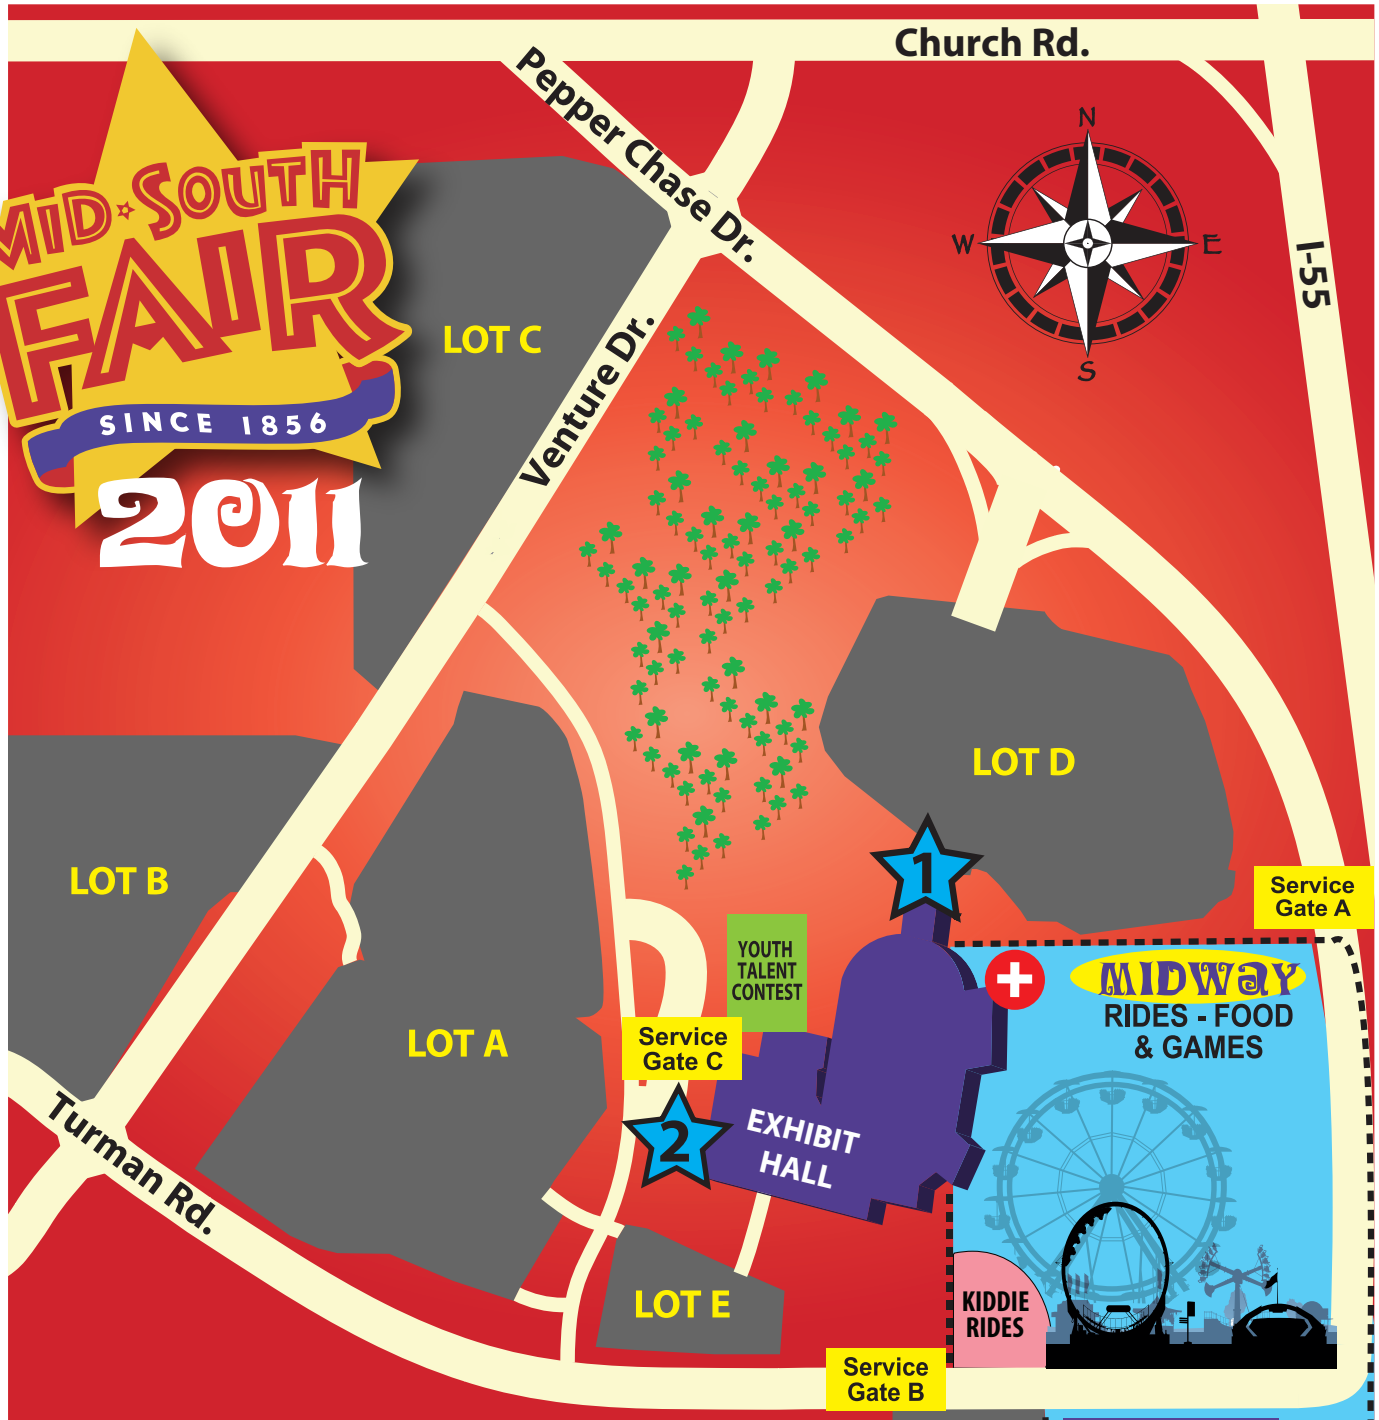 Church Rd.
Pepper Chase Dr.
N
W
E
S
I-55
MID SOUTH
FAIR
SINCE 1856
2011
LOT C
Venture Dr.
LOT D
LOT B
1
Service
Gate A
YOUTH
TALENT
CONTEST
MIDWAY
RIDES - FOOD
& GAMES
LOT A
Service
Gate C
2
EXHIBIT
HALL
Turman Rd.
KIDDIE
RIDES
LOT E
Service
Gate B